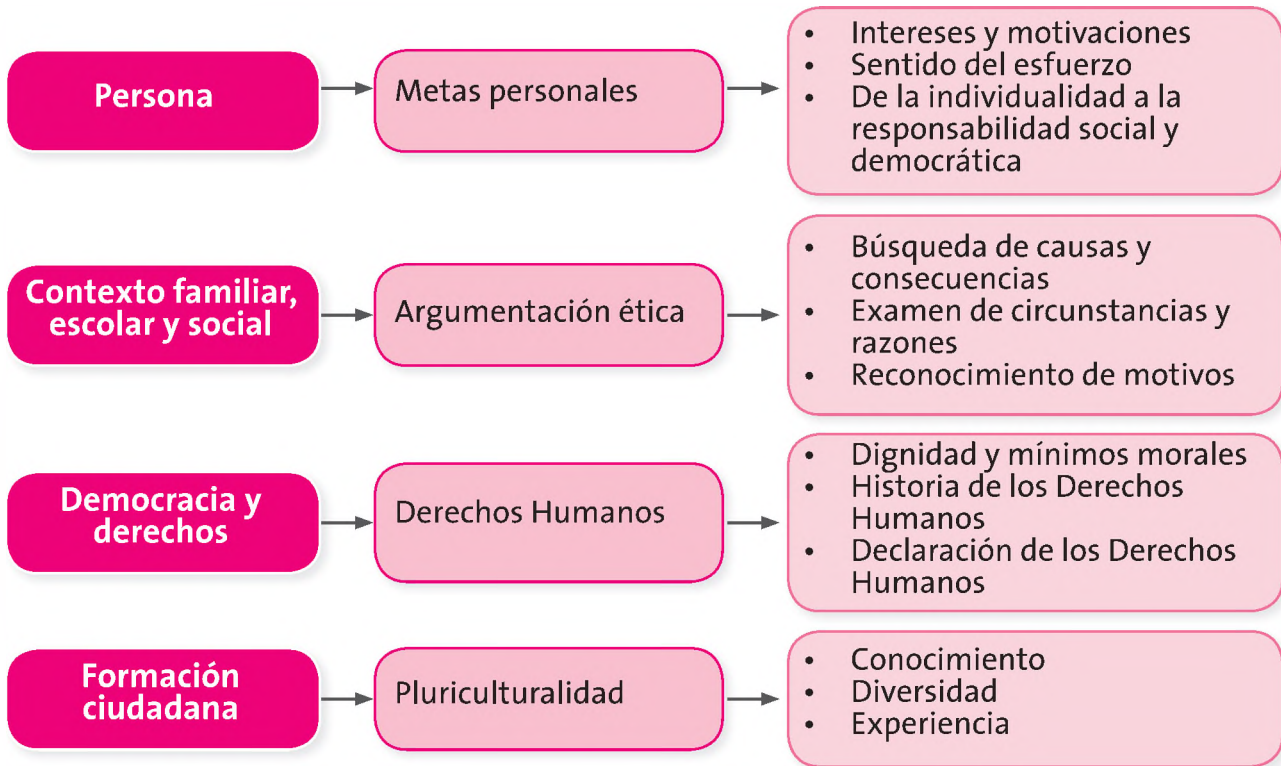 Persona
Metas personales
• Intereses y motivaciones
• Sentido del esfuerzo
• De la individualidad a la
responsabilidad social y
democrática
Contexto familiar,
escolar y social
Argumentación ética
• Búsqueda de causas y
consecuencias
• Examen de circunstancias y
razones
• Reconocimiento de motivos
Democracia y
derechos
Derechos Humanos
• Dignidad y mínimos morales
• Historia de los Derechos
Humanos
• Declaración de los Derechos
Humanos
Formación
ciudadana
Pluriculturalidad
• Conocimiento
• Diversidad
• Experiencia